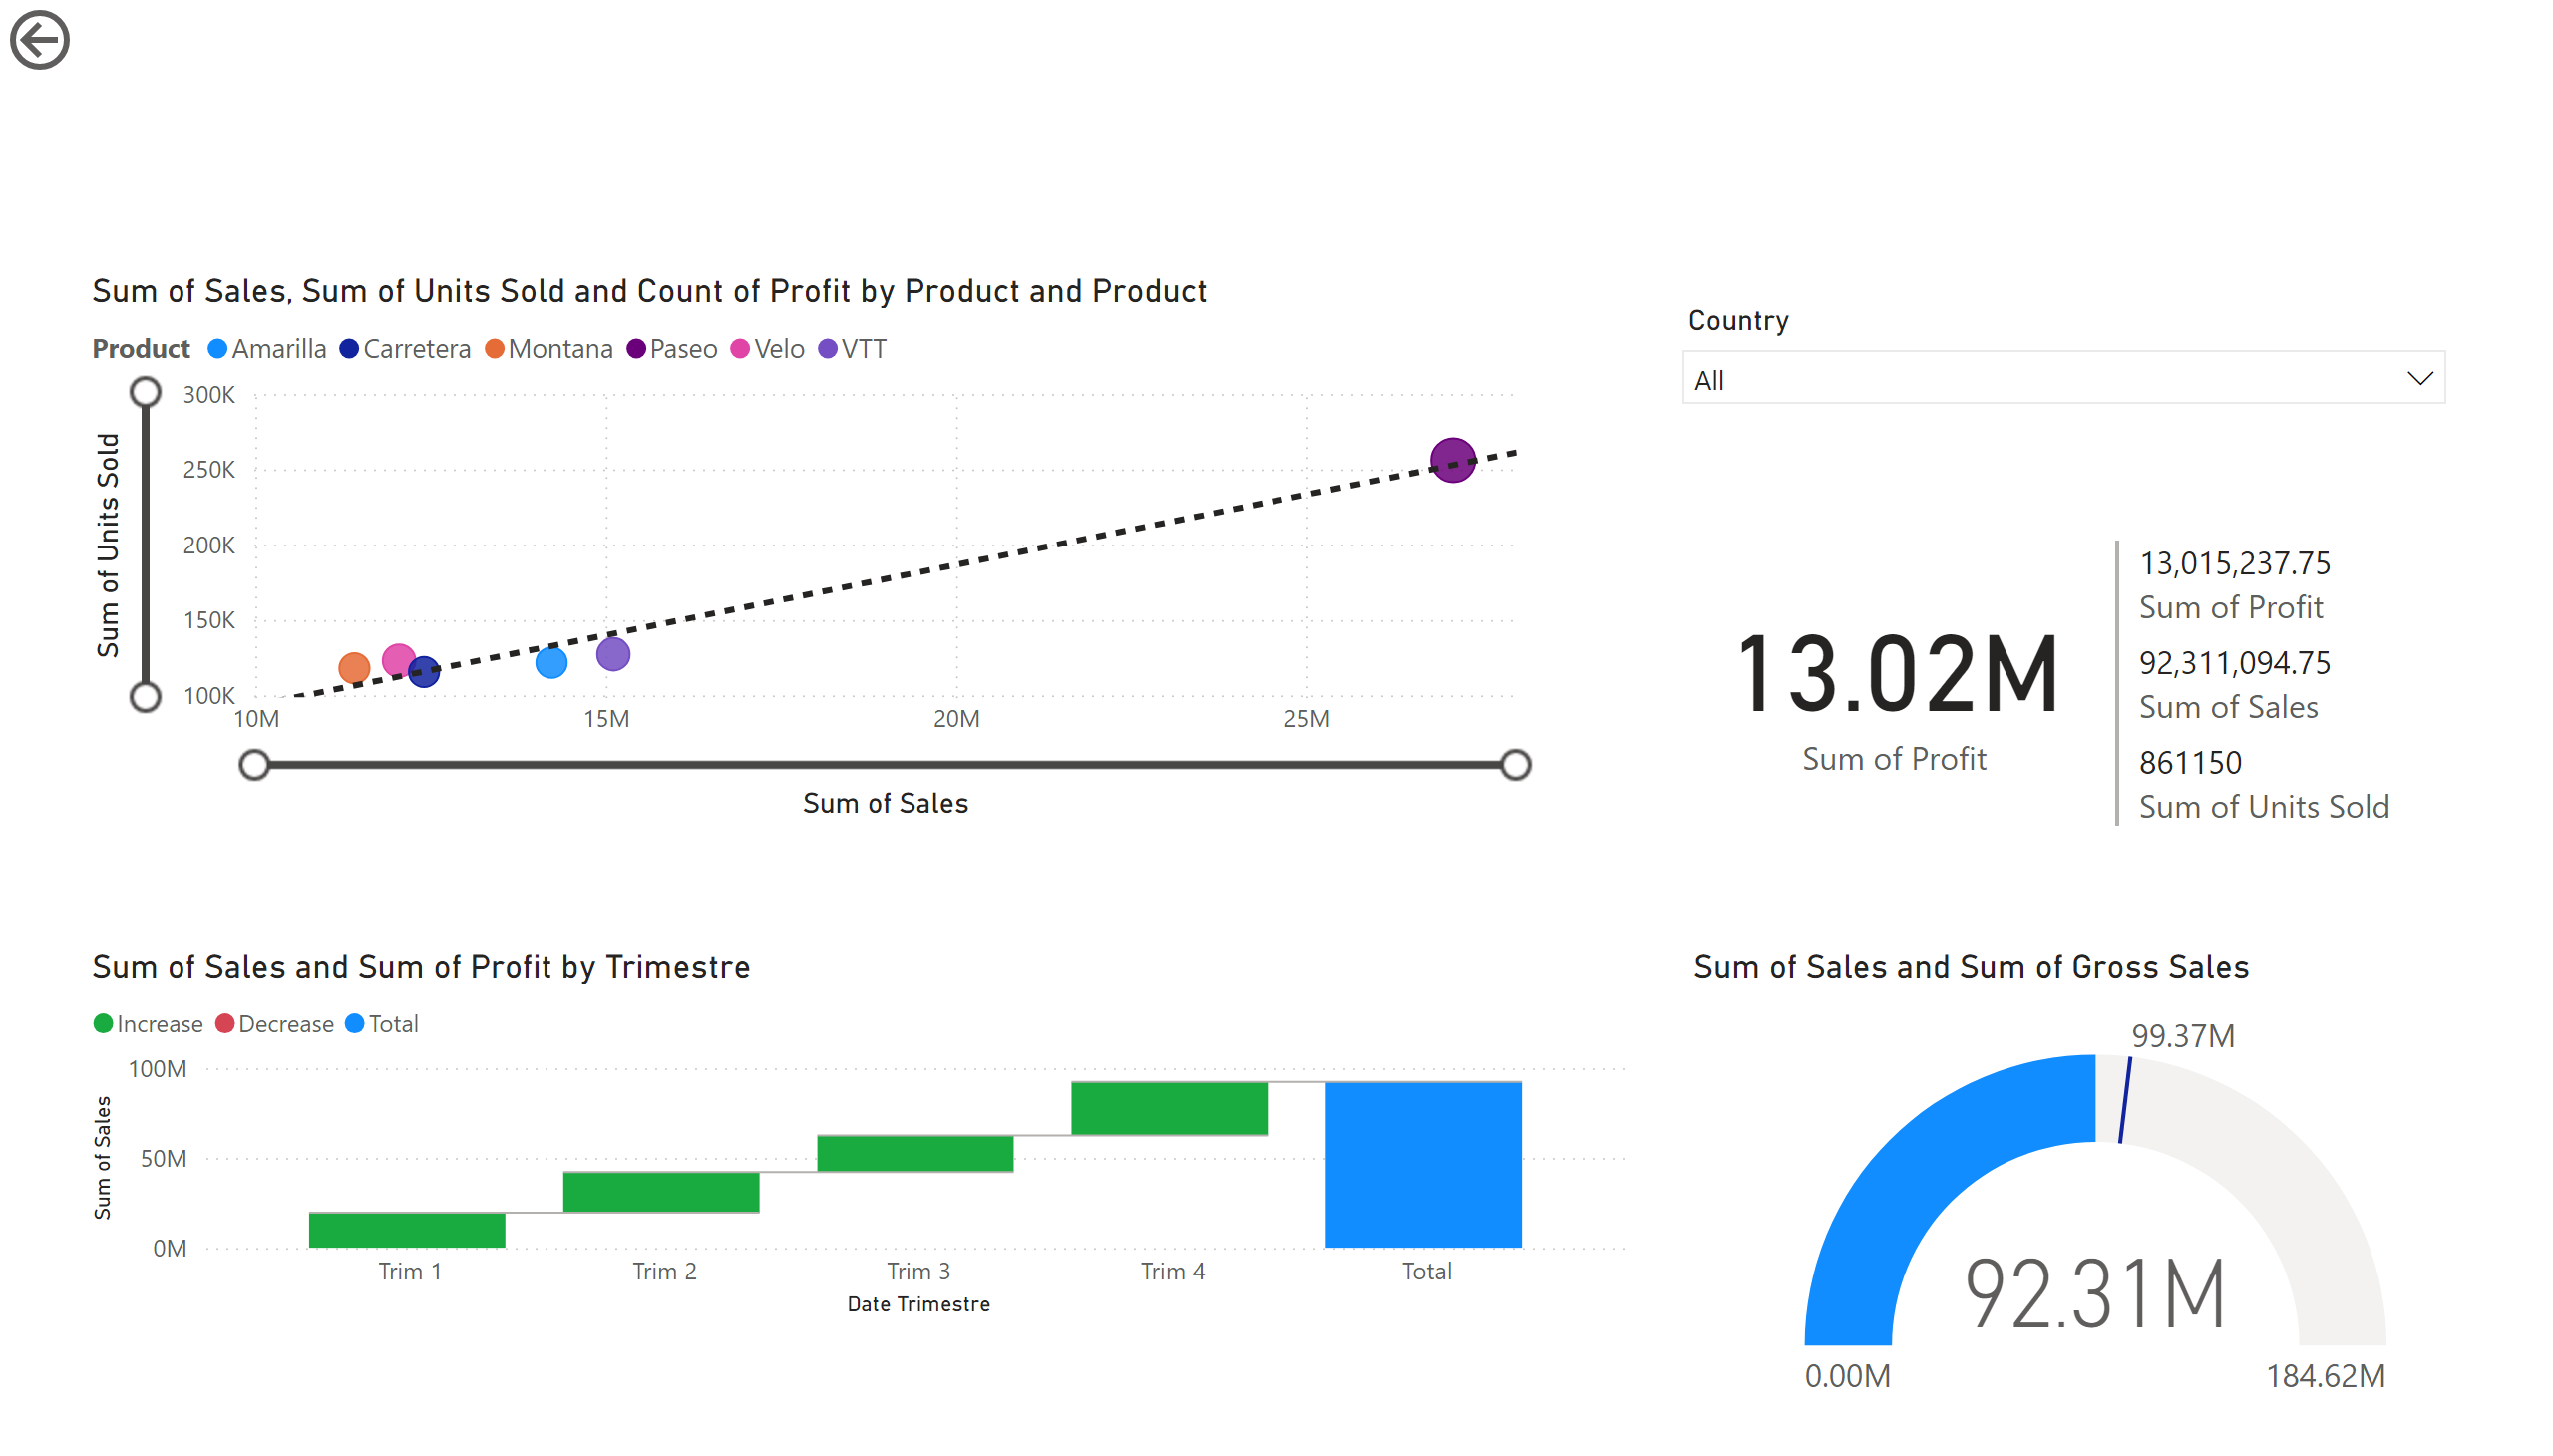 Sum of Sales, Sum of Units Sold and Count of Profit by Product and Product
Product Amarilla Carretera Montana Paseo Velo VTT
Sum of Units Sold
300K
250K
200K
150K
100K
10M 15M 20M 25M
Sum of Sales
Country
All
13.02M
Sum of Profit
13,015,237.75
Sum of Profit
92,311,094.75
Sum of Sales
861150
Sum of Units Sold
Sum of Sales and Sum of Profit by Trimestre
Increase Decrease Total
Sum of Sales
100M
50M
0M
Trim 1 Trim 2 Trim 3 Trim 4 Total
Date Trimestre
Sum of Sales and Sum of Gross Sales
99.37M
92.31M
0.00M 184.62M